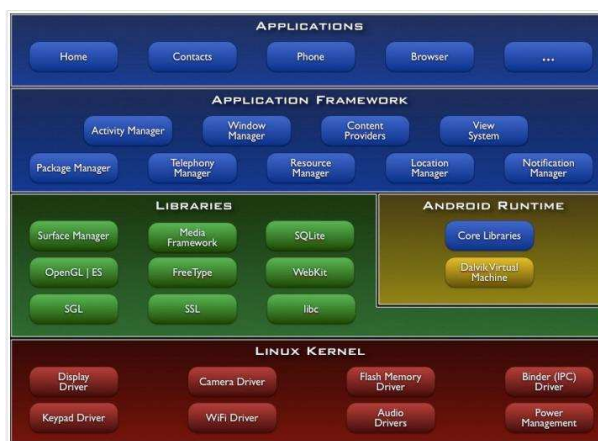 APPLICATIONS
Home
Contacts
Phone
Browser
...
APPLICATION FRAMEWORK
Activity Manager
Window
Manager
Content
Providers
View
System
Package Manager
Telephony
Manager
Resource
Manager
Location
Manager
Notification
Manager
LIBRARIES
Surface Manager
Media
Framework
SQLite
OpenGL | ES
FreeType
WebKit
SGL
SSL
libc
ANDROID RUNTIME
Core Libraries
Dalvik Virtual
Machine
LINUX KERNEL
Display
Driver
Camera Driver
Flash Memory
Driver
Binder (IPC)
Driver
Keypad Driver
WiFi Driver
Audio
Drivers
Power
Management